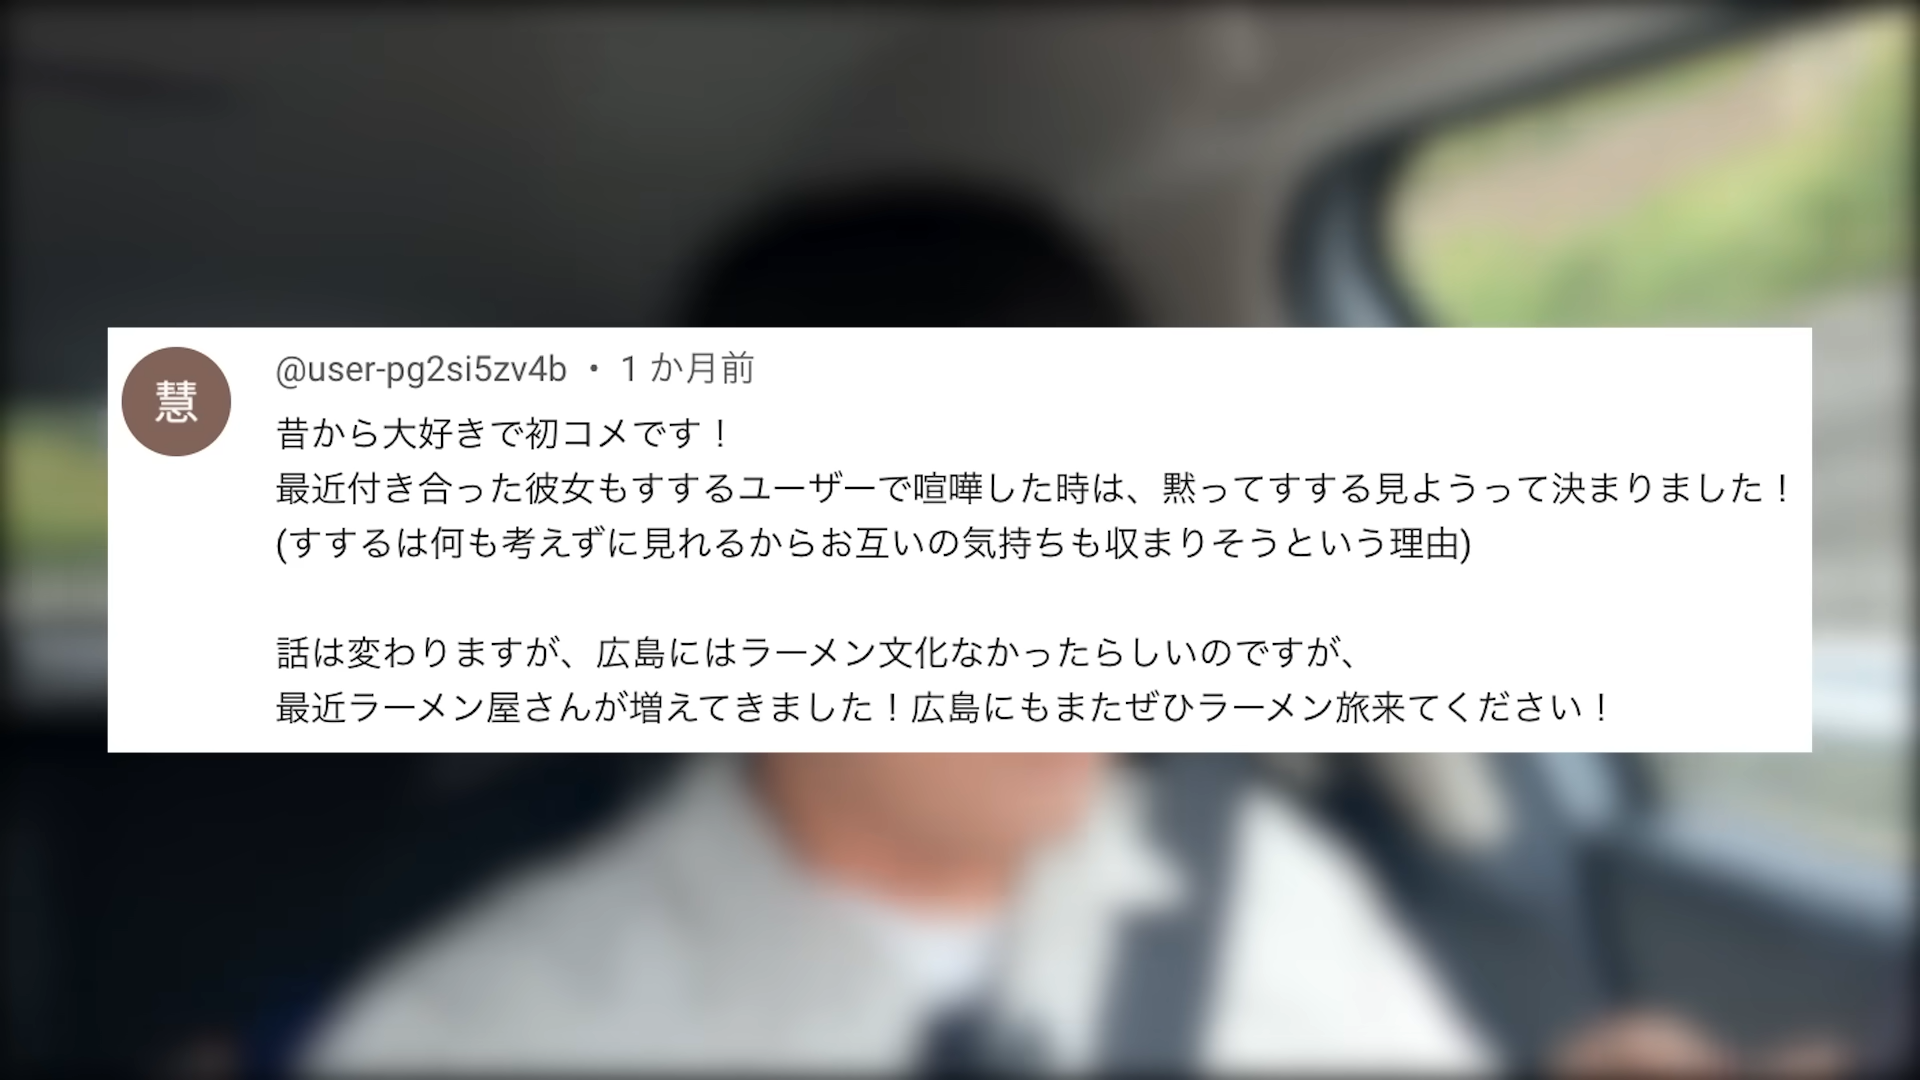 慧
@user-pg2si5zv4b ・ 1 か月前
昔から大好きで初コメです！
最近付き合った彼女もすするユーザーで喧嘩した時は、黙ってすする見ようって決まりました！
(すするは何も考えずに見れるからお互いの気持ちも収まりそうという理由)
話は変わりますが、広島にはラーメン文化なかったらしいのですが、
最近ラーメン屋さんが増えてきました！広島にもまたぜひラーメン旅来てください！